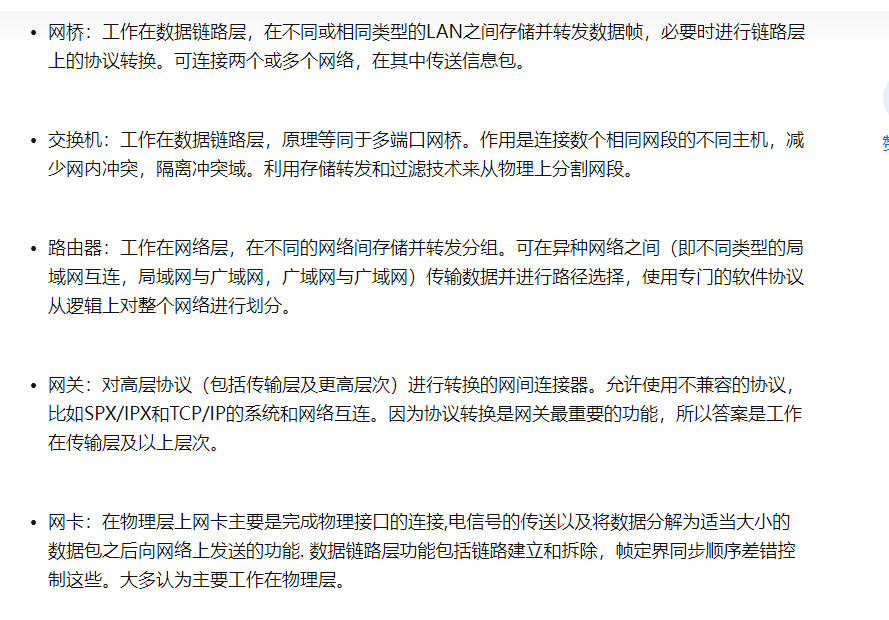 • 网桥：工作在数据链路层，在不同或相同类型的LAN之间存储并转发数据帧，必要时进行链路层
上的协议转换。可连接两个或多个网络，在其中传送信息包。
• 交换机：工作在数据链路层，原理等同于多端口网桥。作用是连接数个相同网段的不同主机，减
少网内冲突，隔离冲突域。利用存储转发和过滤技术来从物理上分割网段。
• 路由器：工作在网络层，在不同的网络间存储并转发分组。可在异种网络之间（即不同类型的局
域网互连，局域网与广域网，广域网与广域网）传输数据并进行路径选择，使用专门的软件协议
从逻辑上对整个网络进行划分。
• 网关：对高层协议（包括传输层及更高层次）进行转换的网间连接器。允许使用不兼容的协议，
比如SPX/IPX和TCP/IP的系统和网络互连。因为协议转换是网关最重要的功能，所以答案是工作
在传输层及以上层次。
• 网卡：在物理层上网卡主要是完成物理接口的连接,电信号的传送以及将数据分解为适当大小的
数据包之后向网络上发送的功能. 数据链路层功能包括链路建立和拆除，帧定界同步顺序差错控
制这些。大多认为主要工作在物理层。